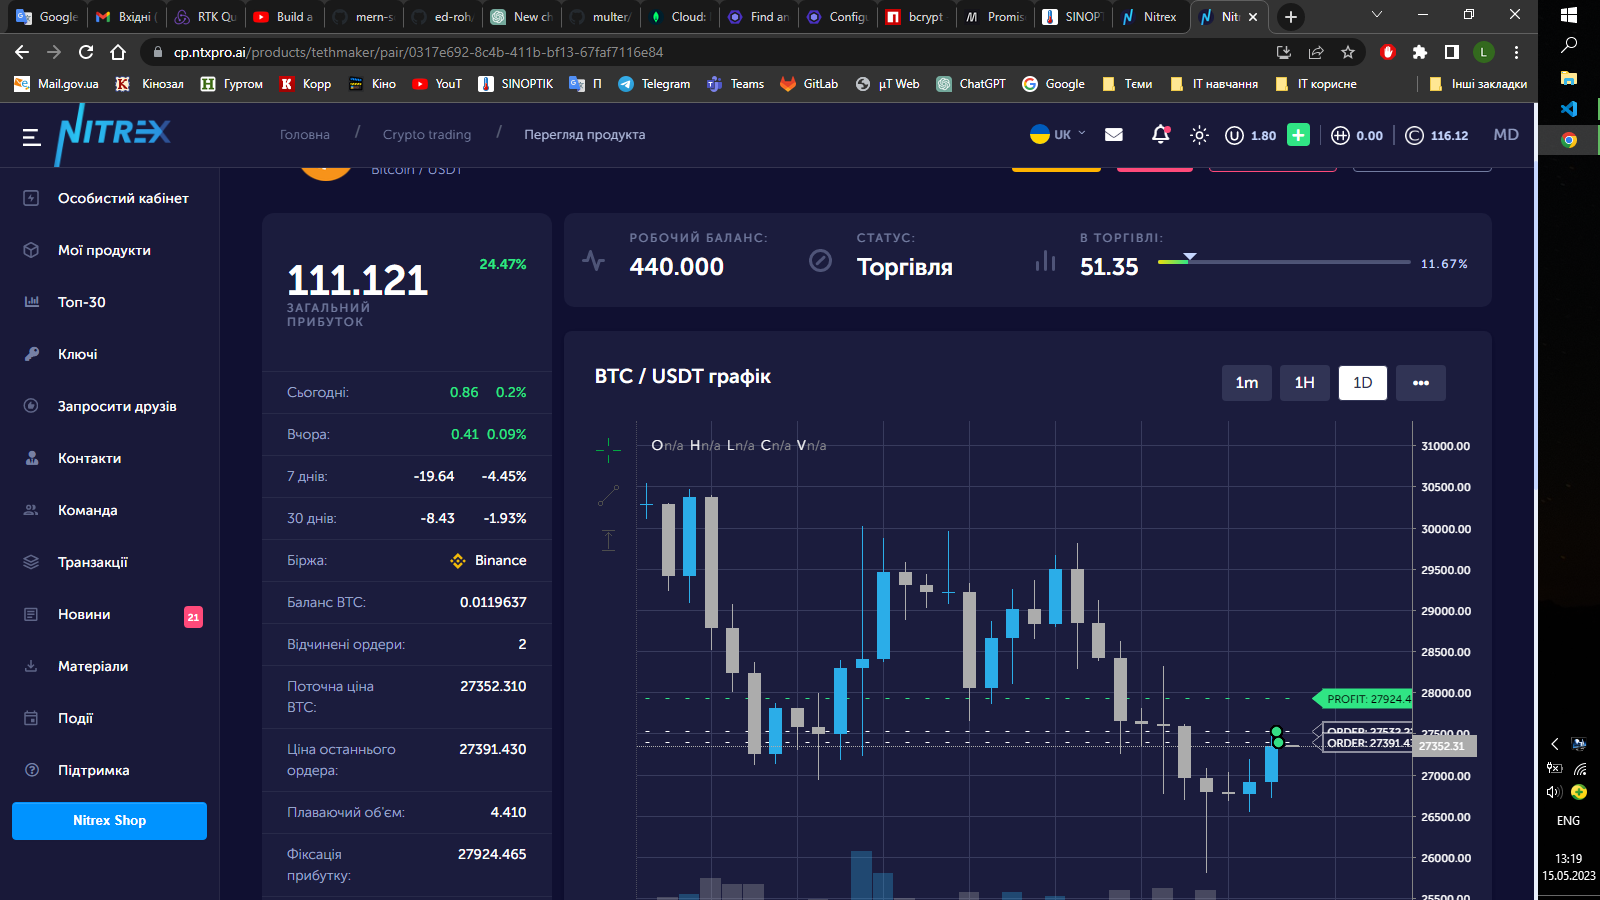 Google
Вхідні (
RTK Qu
Build a
mern-s
ed-roh
New ch
multer/
Cloud:
Find an
Configu
bcrypt
Promis
SINOPT
Nitrex
Nit
cp.ntxpro.ai/products/tethmaker/pair/0317e692-8c4b-411b-bf13-67faf7116e84
L
Mail.gov.ua
Кінозал
Гуртом
Корр
Кіно
YouT
SINOPTIK
П
Telegram
Teams
GitLab
µT Web
ChatGPT
Google
Теми
IT навчання
IT корисне
Інші закладки
NITREX
Головна / Crypto trading / Перегляд продукта
UK
1.80
0.00
116.12
MD
Bitcoin / USDT
Особистий кабінет
Мої продукти
Топ-30
Ключі
Запросити друзів
Контакти
Команда
Транзакції
Новини 21
Матеріали
Події
Підтримка
Nitrex Shop
24.47%
111.121
ЗАГАЛЬНИЙ
ПРИБУТОК
Сьогодні: 0.86 0.2%
Вчора: 0.41 0.09%
7 днів: -19.64 -4.45%
30 днів: -8.43 -1.93%
Біржа: Binance
Баланс BTC: 0.0119637
Відчинені ордери: 2
Поточна ціна 27352.310
BTC:
Ціна останнього 27391.430
ордера:
Плаваючий об'єм: 4.410
Фіксація 27924.465
прибутку:
РОБОЧИЙ БАЛАНС:
440.000
СТАТУС:
Торгівля
В ТОРГІВЛІ:
51.35
11.67%
BTC / USDT графік
1m
1H
1D
•••
On/a Hn/a Ln/a Cn/a Vn/a
31000.00
30500.00
30000.00
29500.00
29000.00
28500.00
28000.00
PROFIT: 27924.4
27500.00
ORDER: 27391.4
27352.31
27000.00
26500.00
26000.00
25500.00
ENG
13:19
15.05.2023